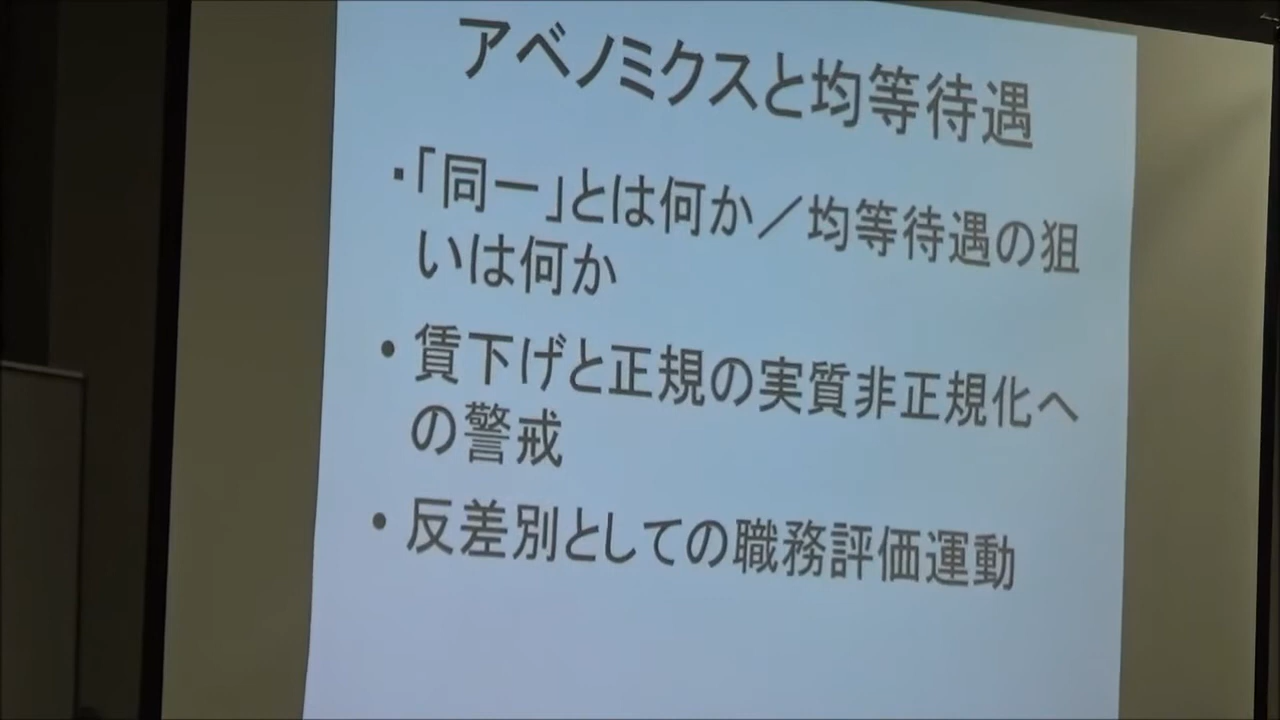 アベノミクスと均等待遇
・「同一」とは何か／均等待遇の狙
いは何か
• 賃下げと正規の実質非正規化へ
の警戒
• 反差別としての職務評価運動